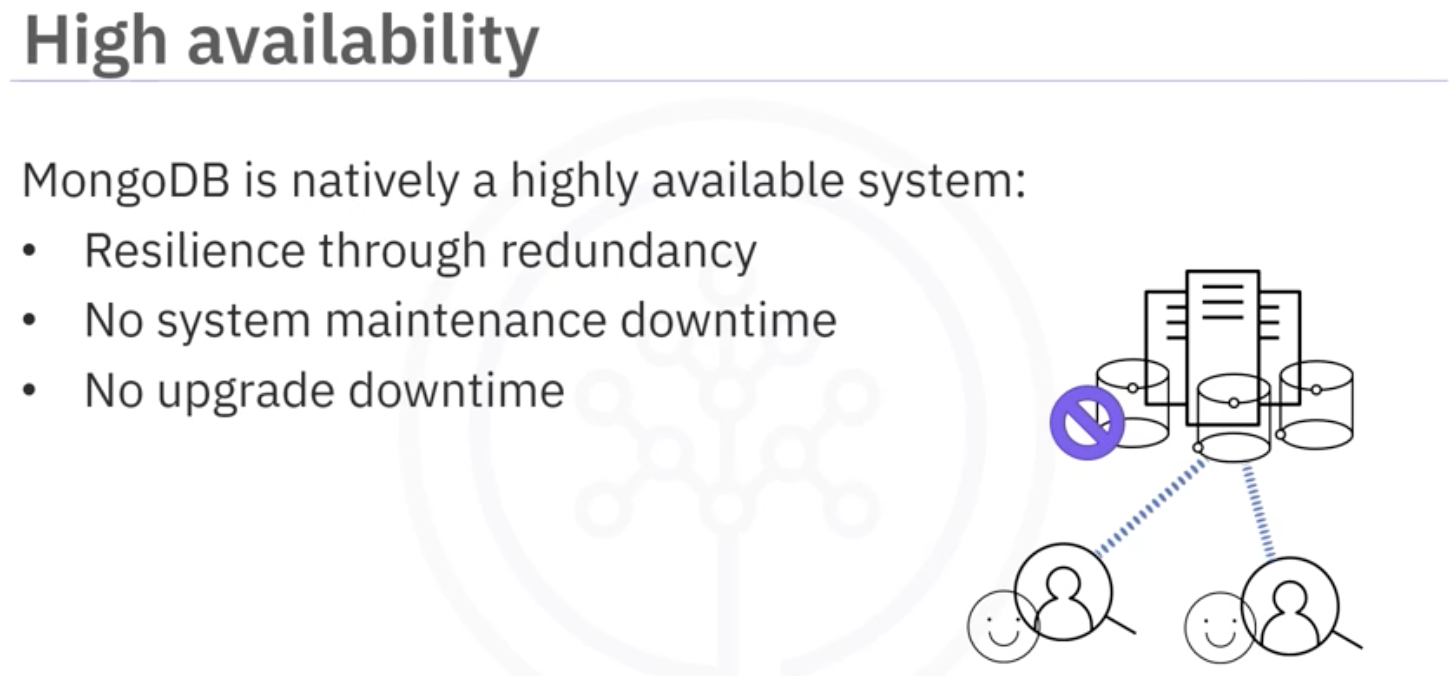 High availability
MongoDB is natively a highly available system:
• Resilience through redundancy
• No system maintenance downtime
• No upgrade downtime